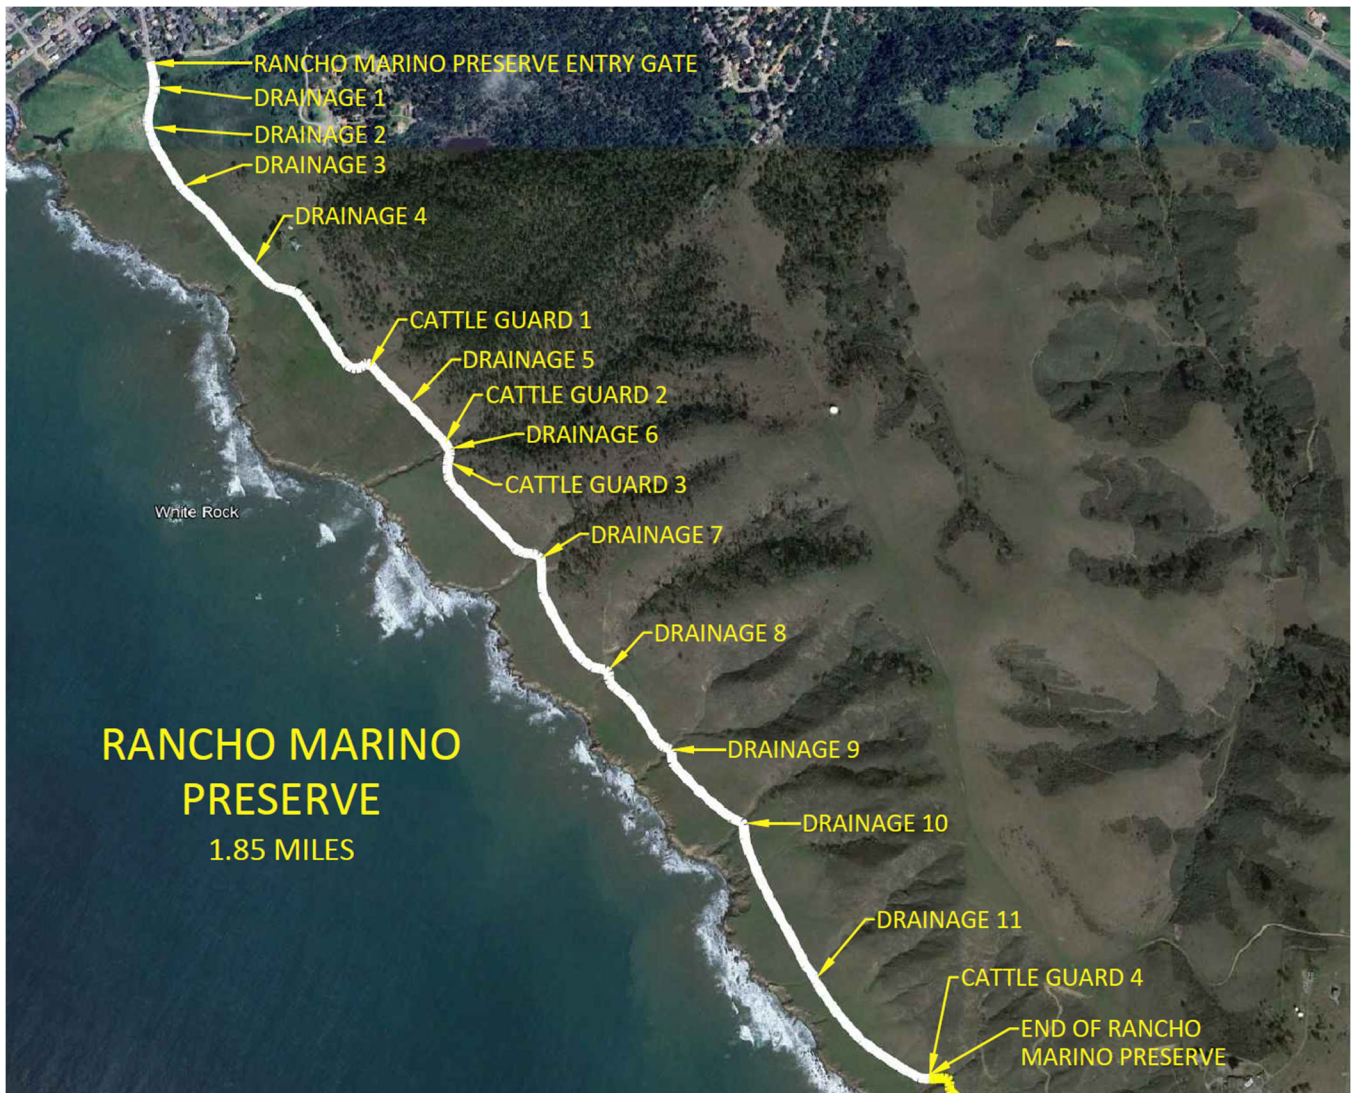 RANCHO MARINO PRESERVE ENTRY GATE
DRAINAGE 1
DRAINAGE 2
DRAINAGE 3
DRAINAGE 4
CATTLE GUARD 1
DRAINAGE 5
CATTLE GUARD 2
DRAINAGE 6
CATTLE GUARD 3
White Rock
DRAINAGE 7
DRAINAGE 8
RANCHO MARINO
PRESERVE
1.85 MILES
DRAINAGE 9
DRAINAGE 10
DRAINAGE 11
CATTLE GUARD 4
END OF RANCHO
MARINO PRESERVE